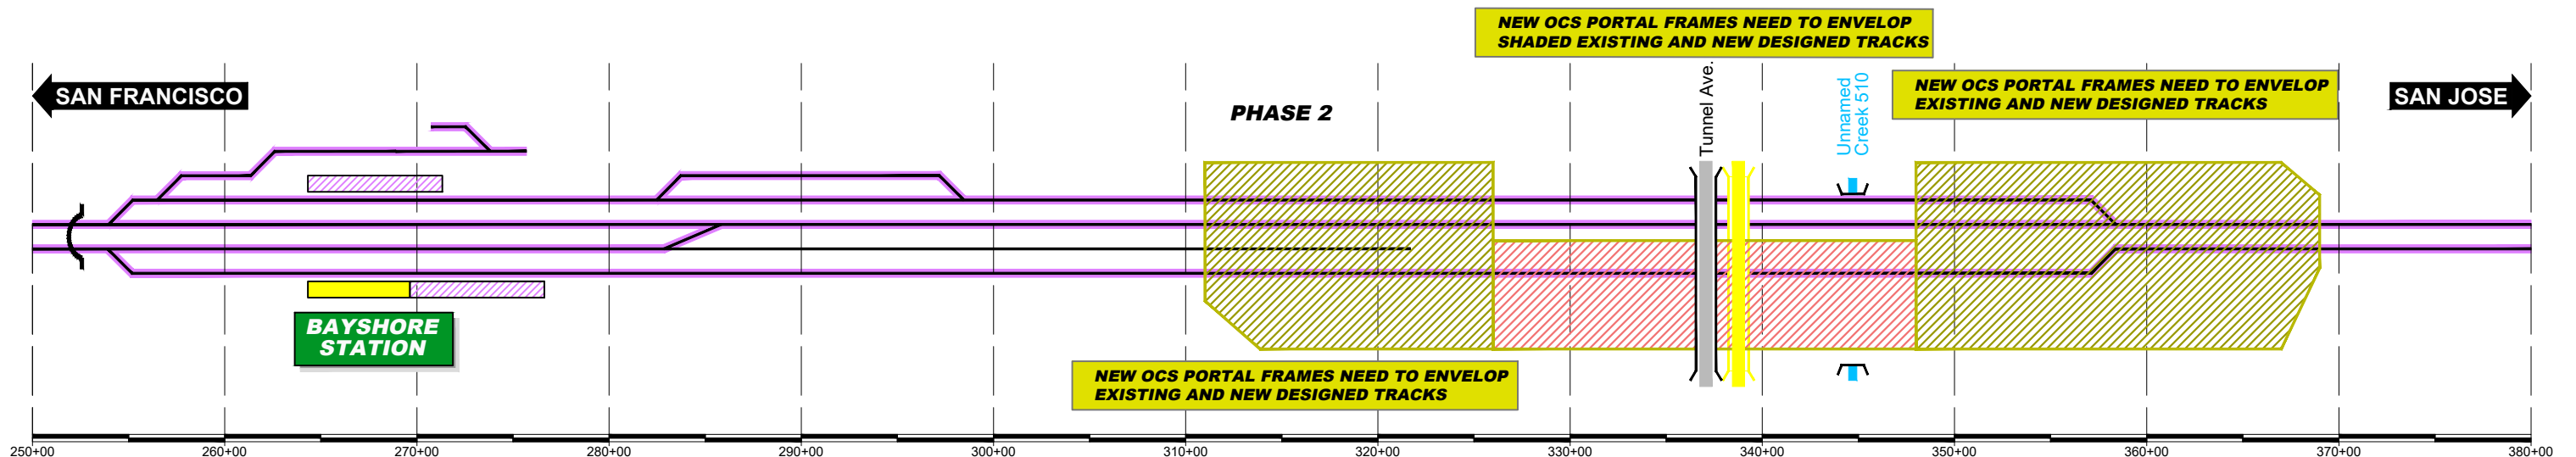 NEW OCS PORTAL FRAMES NEED TO ENVELOP
SHADED EXISTING AND NEW DESIGNED TRACKS
SAN FRANCISCO
PHASE 2
Tunnel Ave.
Unnamed
Creek 510
NEW OCS PORTAL FRAMES NEED TO ENVELOP
EXISTING AND NEW DESIGNED TRACKS
SAN JOSE
BAYSHORE
STATION
NEW OCS PORTAL FRAMES NEED TO ENVELOP
EXISTING AND NEW DESIGNED TRACKS
250+00
260+00
270+00
280+00
290+00
300+00
310+00
320+00
330+00
340+00
350+00
360+00
370+00
380+00